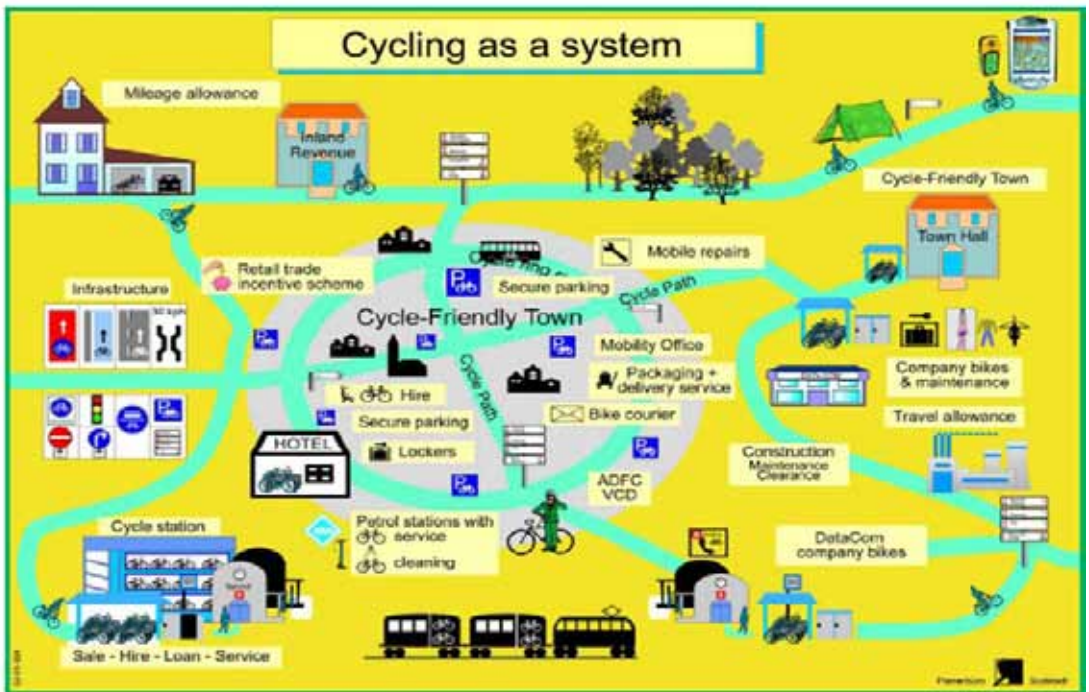 Cycling as a system
Mileage allowance
Inland
Revenue
Cycle-Friendly Town
Town Hall
Retail trade
incentive scheme
Mobile repairs
Infrastructure
Secure parking
Cycle Path
Cycle-Friendly Town
Mobility Office
Packaging +
delivery service
Company bikes
& maintenance
Cycle Path
Hire
Bike courier
Secure parking
Travel allowance
HOTEL
Lockers
Construction
Maintenance
Clearance
ADFC
VCD
Cycle station
Petrol stations with
service
cleaning
DataCom
company bikes
Sale - Hire - Loan - Service